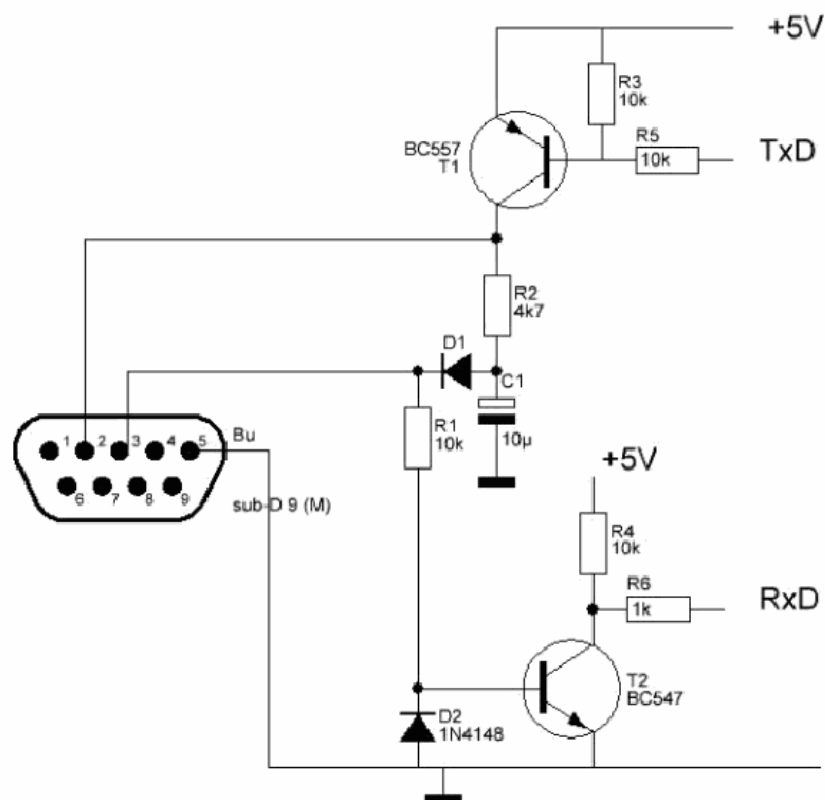 +5V
R3
10k
BC557
T1
R5
10k
TxD
R2
4k7
D1
C1
10µ
R1
10k
1
2
3
4
5
Bu
6
7
8
9
sub-D 9 (M)
+5V
R4
10k
R6
1k
RxD
T2
BC547
D2
1N4148